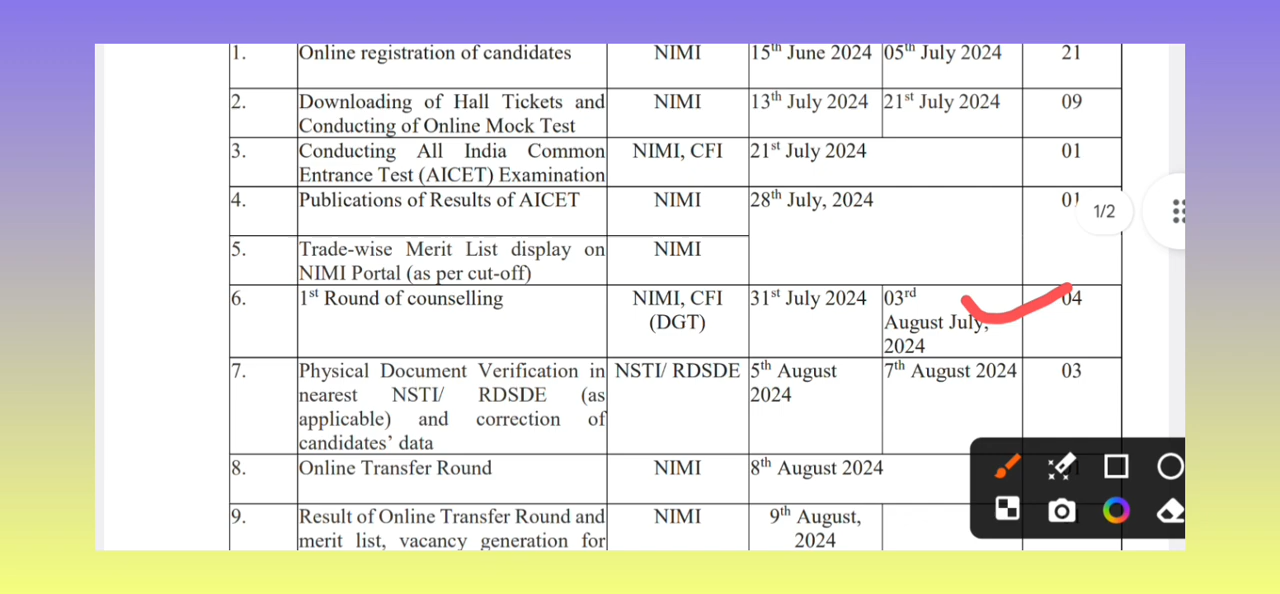 1. Online registration of candidates NIMI 15th June 2024 05th July 2024 21
2. Downloading of Hall Tickets and NIMI 13th July 2024 21st July 2024 09
Conducting of Online Mock Test
3. Conducting All India Common NIMI, CFI 21st July 2024 01
Entrance Test (AICET) Examination
4. Publications of Results of AICET NIMI 28th July, 2024 01
1/2
5. Trade-wise Merit List display on NIMI
NIMI Portal (as per cut-off)
6. 1st Round of counselling NIMI, CFI 31st July 2024 03rd 04
(DGT) August July,
2024
7. Physical Document Verification in NSTI/ RDSDE 5th August 7th August 2024 03
nearest NSTI/ RDSDE (as 2024
applicable) and correction of
candidates' data
8. Online Transfer Round NIMI 8th August 2024
9. Result of Online Transfer Round and NIMI 9th August,
merit list, vacancy generation for 2024